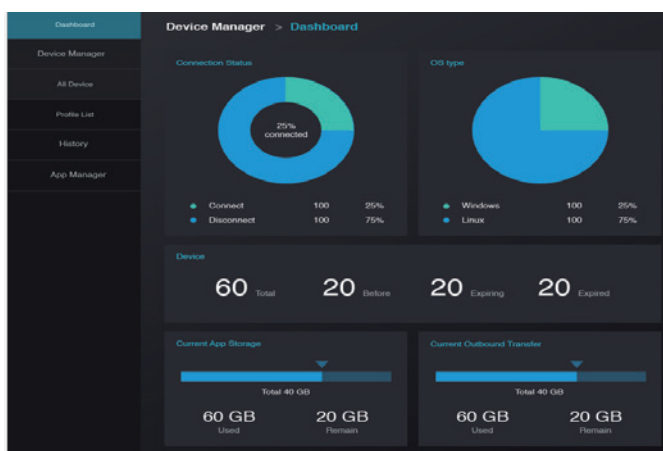 Dashboard
Device Manager
All Device
Profile List
History
App Manager
Device Manager > Dashboard
Connection Status
25%
connected
Connect 100 25%
Disconnect 100 75%
OS type
Windows 100 25%
Linux 100 75%
Device
60 Total 20 Before 20 Expiring 20 Expired
Current App Storage
Total 40 GB
60 GB 20 GB
Used Remain
Current Outbound Transfer
Total 40 GB
60 GB 20 GB
Used Remain